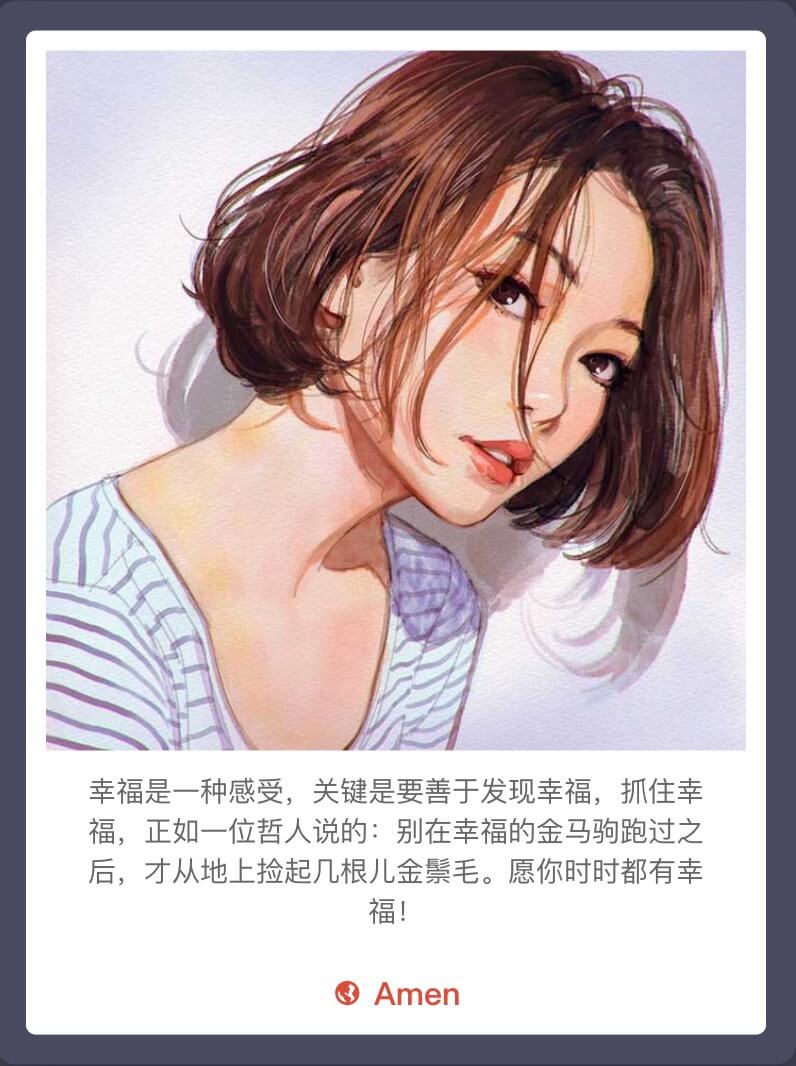 幸福是一种感受，关键是要善于发现幸福，抓住幸
福，正如一位哲人说的：别在幸福的金马驹跑过之
后，才从地上捡起几根儿金鬃毛。愿你时时都有幸
福！
Amen